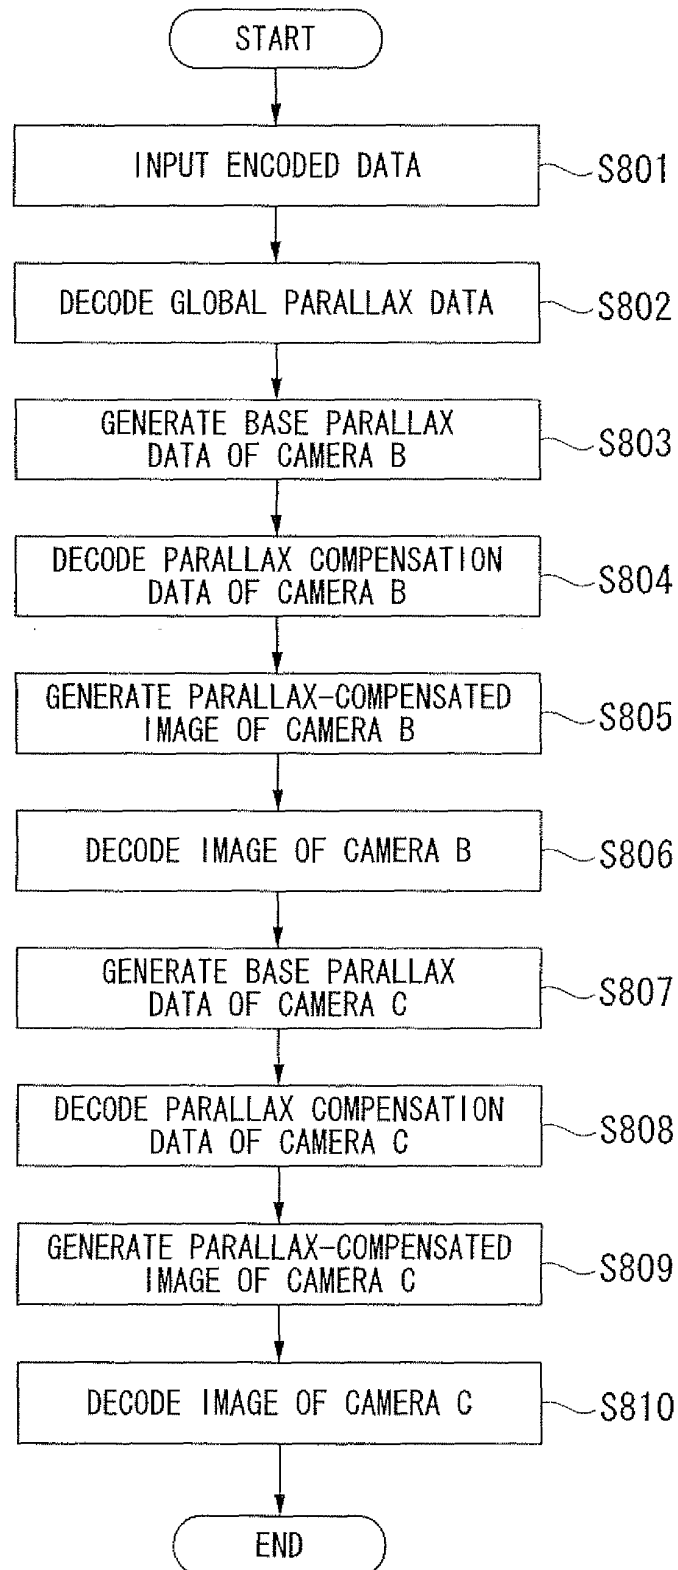 START
INPUT ENCODED DATA
S801
DECODE GLOBAL PARALLAX DATA
S802
GENERATE BASE PARALLAX
DATA OF CAMERA B
S803
DECODE PARALLAX COMPENSATION
DATA OF CAMERA B
S804
GENERATE PARALLAX-COMPENSATED
IMAGE OF CAMERA B
S805
DECODE IMAGE OF CAMERA B
S806
GENERATE BASE PARALLAX
DATA OF CAMERA C
S807
DECODE PARALLAX COMPENSATION
DATA OF CAMERA C
S808
GENERATE PARALLAX-COMPENSATED
IMAGE OF CAMERA C
S809
DECODE IMAGE OF CAMERA C
S810
END